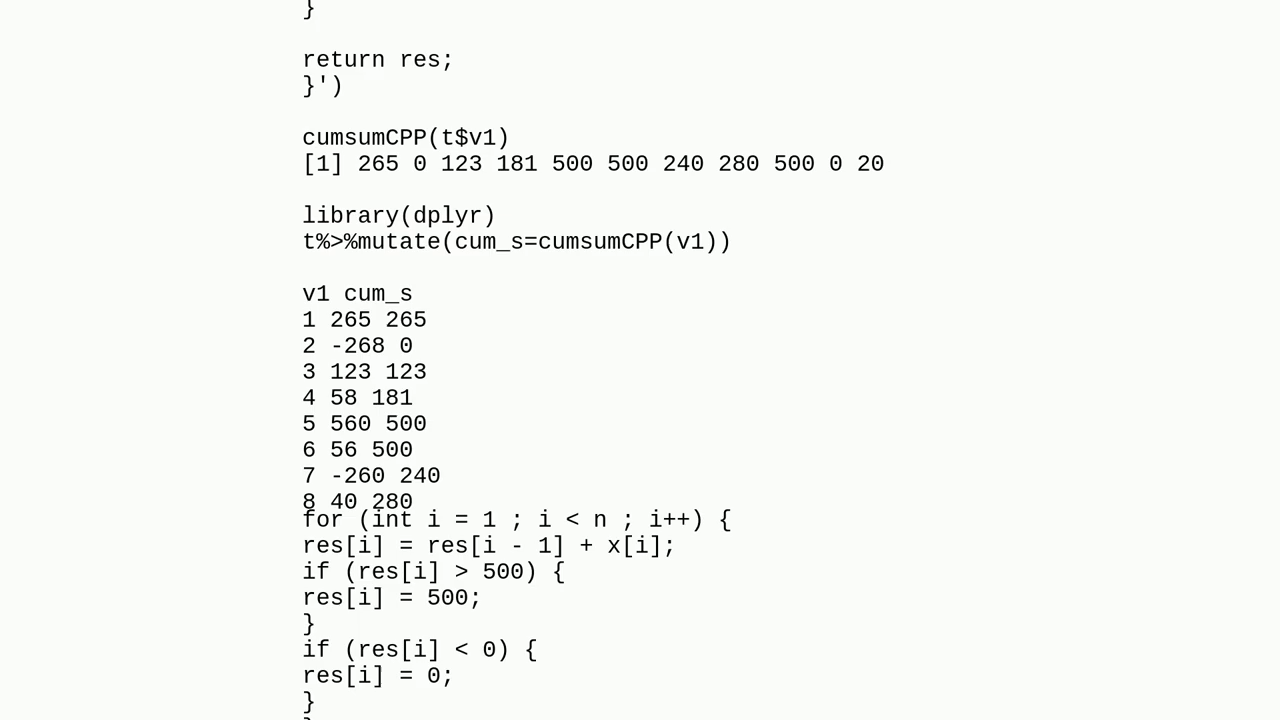 }
return res;
}')
cumsumCPP(t$v1)
[1] 265 0 123 181 500 500 240 280 500 0 20
library(dplyr)
t%>%mutate(cum_s=cumsumCPP(v1))
v1 cum_s
1 265 265
2 -268 0
3 123 123
4 58 181
5 560 500
6 56 500
7 -260 240
8 40 280
for (int i = 1 ; i < n ; i++) {
res[i] = res[i - 1] + x[i];
if (res[i] > 500) {
res[i] = 500;
}
if (res[i] < 0) {
res[i] = 0;
}
}